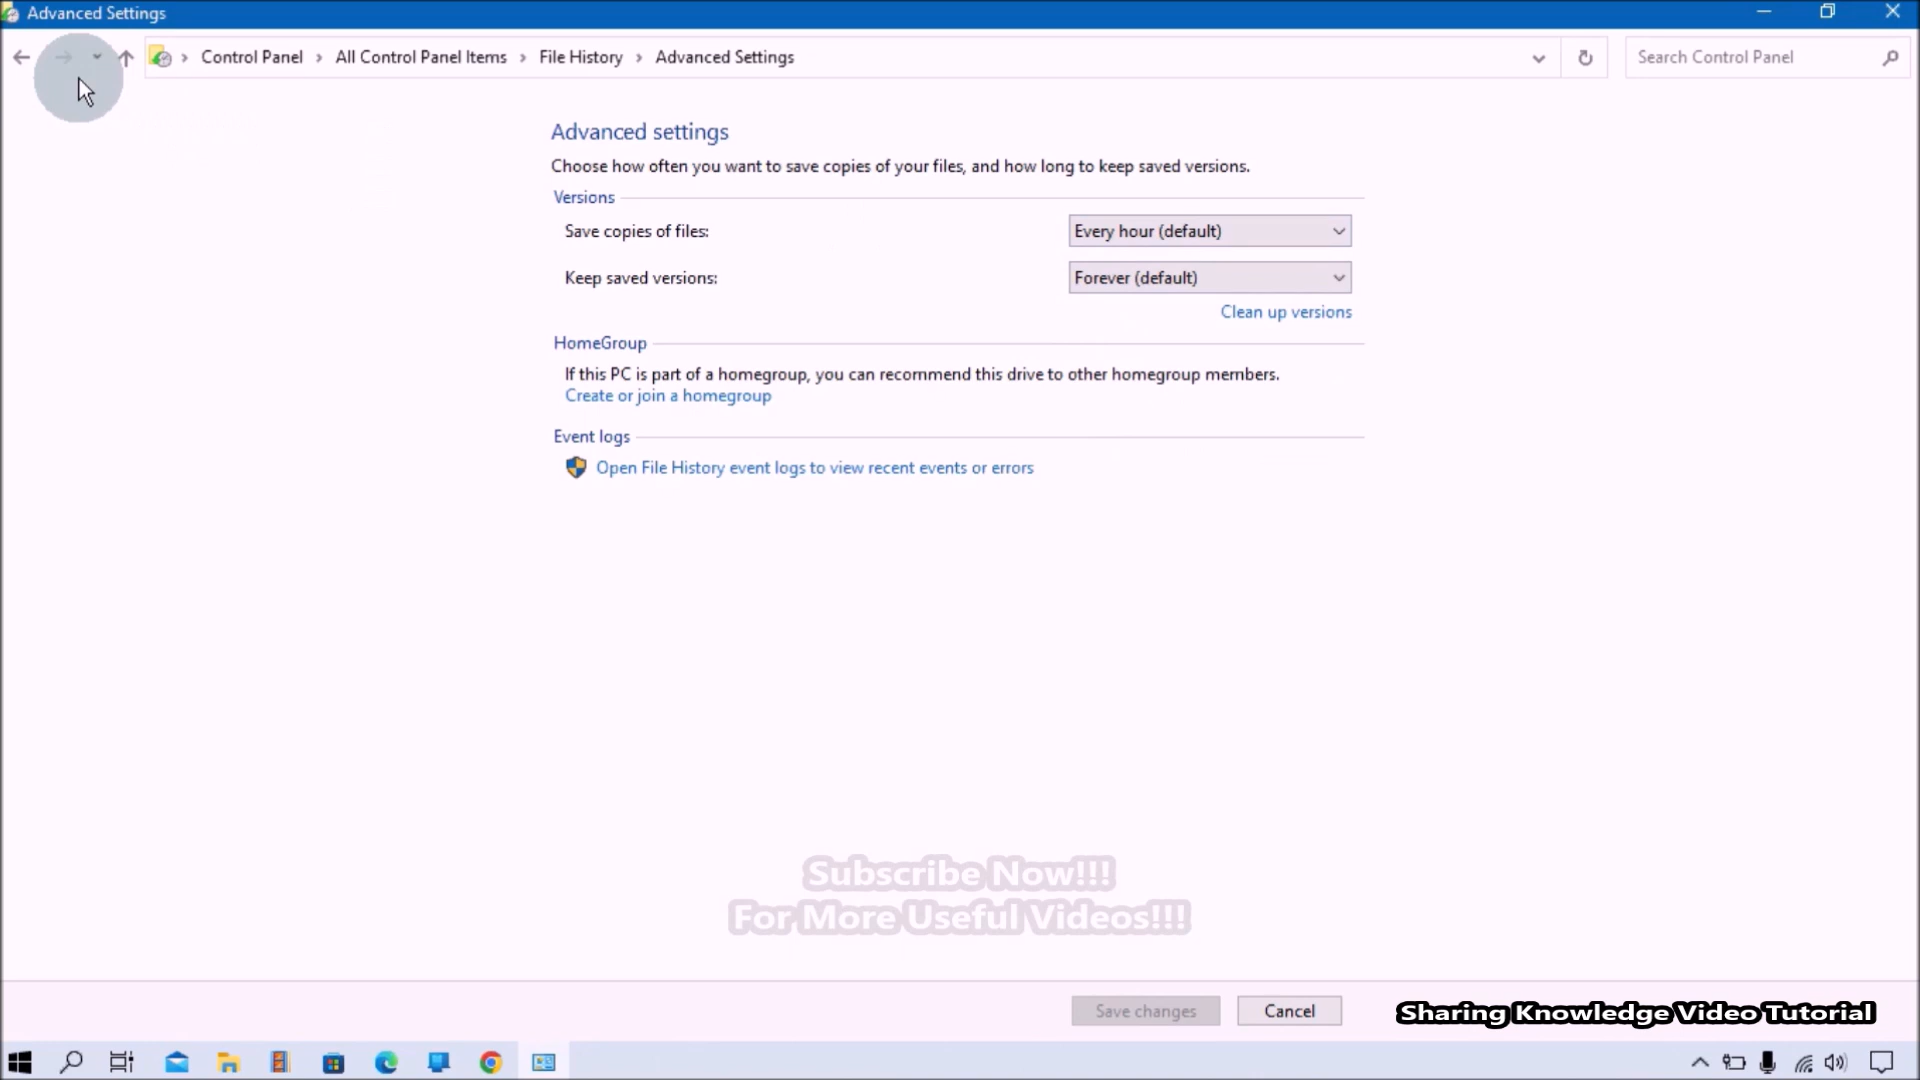 Advanced Settings
Control Panel > All Control Panel Items > File History > Advanced Settings
Search Control Panel
Advanced settings
Choose how often you want to save copies of your files, and how long to keep saved versions.
Versions
Save copies of files: Every hour (default)
Keep saved versions: Forever (default)
Clean up versions
HomeGroup
If this PC is part of a homegroup, you can recommend this drive to other homegroup members.
Create or join a homegroup
Event logs
Open File History event logs to view recent events or errors
Subscribe Now!!!
For More Useful Videos!!!
Save changes Cancel
Sharing Knowledge Video Tutorial